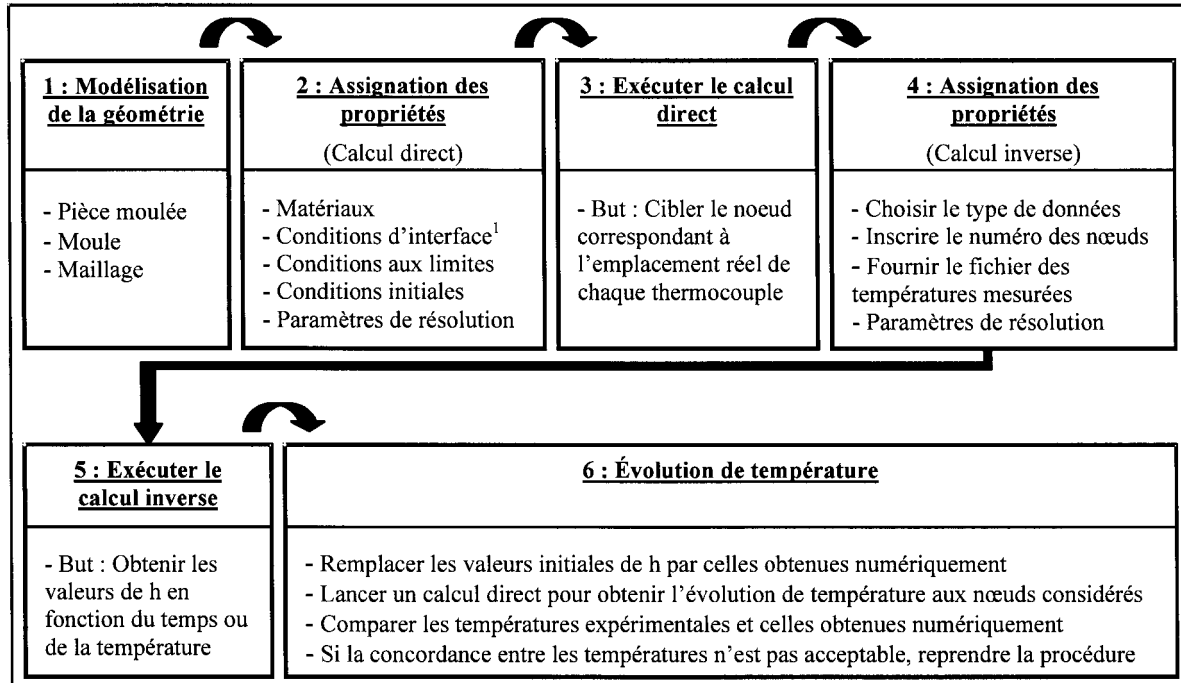 1 : Modélisation
de la géométrie
- Pièce moulée
- Moule
- Maillage
2 : Assignation des
propriétés
(Calcul direct)
- Matériaux
- Conditions d'interface¹
- Conditions aux limites
- Conditions initiales
- Paramètres de résolution
3 : Exécuter le calcul
direct
- But : Cibler le noeud
correspondant à
l'emplacement réel de
chaque thermocouple
4 : Assignation des
propriétés
(Calcul inverse)
- Choisir le type de données
- Inscrire le numéro des nœuds
- Fournir le fichier des
températures mesurées
- Paramètres de résolution
5 : Exécuter le
calcul inverse
- But : Obtenir les
valeurs de h en
fonction du temps ou
de la température
6 : Évolution de température
- Remplacer les valeurs initiales de h par celles obtenues numériquement
- Lancer un calcul direct pour obtenir l'évolution de température aux nœuds considérés
- Comparer les températures expérimentales et celles obtenues numériquement
- Si la concordance entre les températures n'est pas acceptable, reprendre la procédure